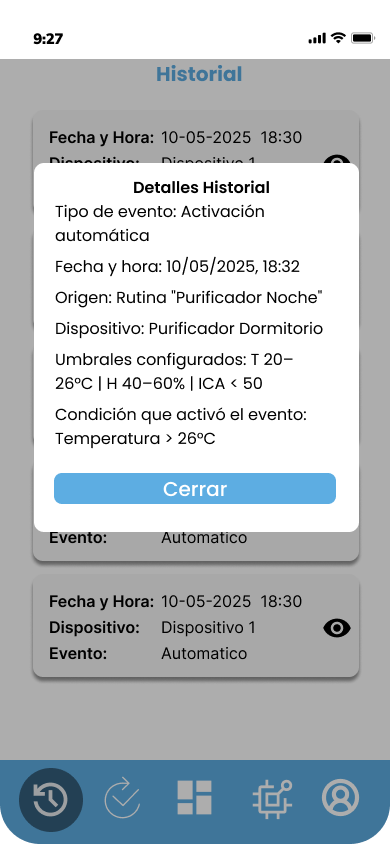 9:27
Historial
Fecha y Hora: 10-05-2025 18:30
Dispositivo: Dispositivo 1
Detalles Historial
Tipo de evento: Activación
automática
Fecha y hora: 10/05/2025, 18:32
Origen: Rutina "Purificador Noche"
Dispositivo: Purificador Dormitorio
Umbrales configurados: T 20–
26°C | H 40–60% | ICA < 50
Condición que activó el evento:
Temperatura > 26°C
Cerrar
Evento: Automatico
Fecha y Hora: 10-05-2025 18:30
Dispositivo: Dispositivo 1
Evento: Automatico